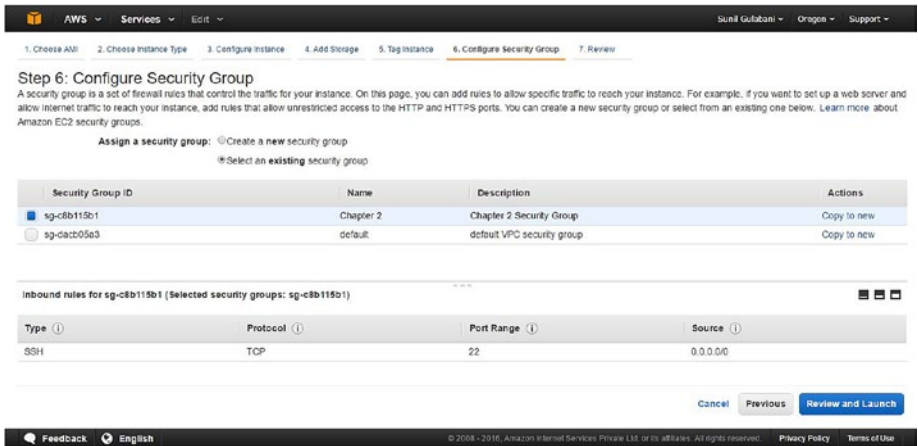 AWS Services Edit Sunil Gulabani Oregon Support
1. Choose AMI 2. Choose Instance Type 3. Configure Instance 4. Add Storage 5. Tag Instance 6. Configure Security Group 7. Review
Step 6: Configure Security Group
A security group is a set of firewall rules that control the traffic for your instance. On this page, you can add rules to allow specific traffic to reach your instance. For example, if you want to set up a web server and
allow Internet traffic to reach your instance, add rules that allow unrestricted access to the HTTP and HTTPS ports. You can create a new security group or select from an existing one below. Learn more about
Amazon EC2 security groups.
Assign a security group: Create a new security group
Select an existing security group
Security Group ID Name Description Actions
sg-c8b115b1 Chapter 2 Chapter 2 Security Group Copy to new
sg-dacb05a3 default default VPC security group Copy to new
Inbound rules for sg-c8b115b1 (Selected security groups: sg-c8b115b1)
Type Protocol Port Range Source
SSH TCP 22 0.0.0.0/0
Cancel Previous Review and Launch
Feedback English © 2008 - 2016, Amazon Internet Services Private Ltd. or its affiliates. All rights reserved. Privacy Policy Terms of Use